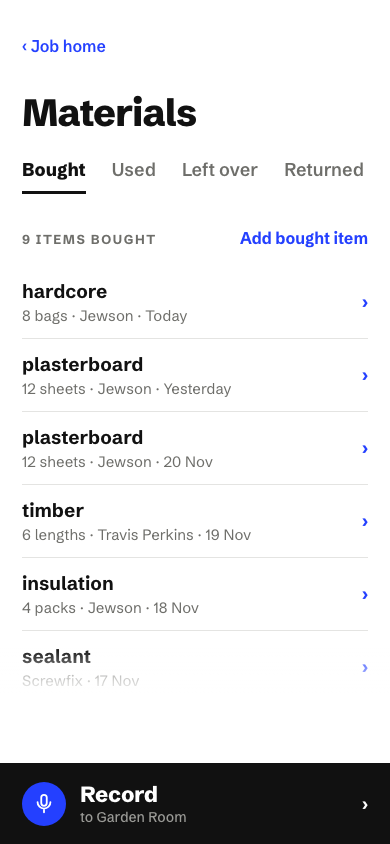 ‹ Job home
Materials
Bought Used Left over Returned
9 ITEMS BOUGHT Add bought item
hardcore
8 bags · Jewson · Today ›
plasterboard
12 sheets · Jewson · Yesterday ›
plasterboard
12 sheets · Jewson · 20 Nov ›
timber
6 lengths · Travis Perkins · 19 Nov ›
insulation
4 packs · Jewson · 18 Nov ›
sealant
Screwfix · 17 Nov ›
Record
to Garden Room ›